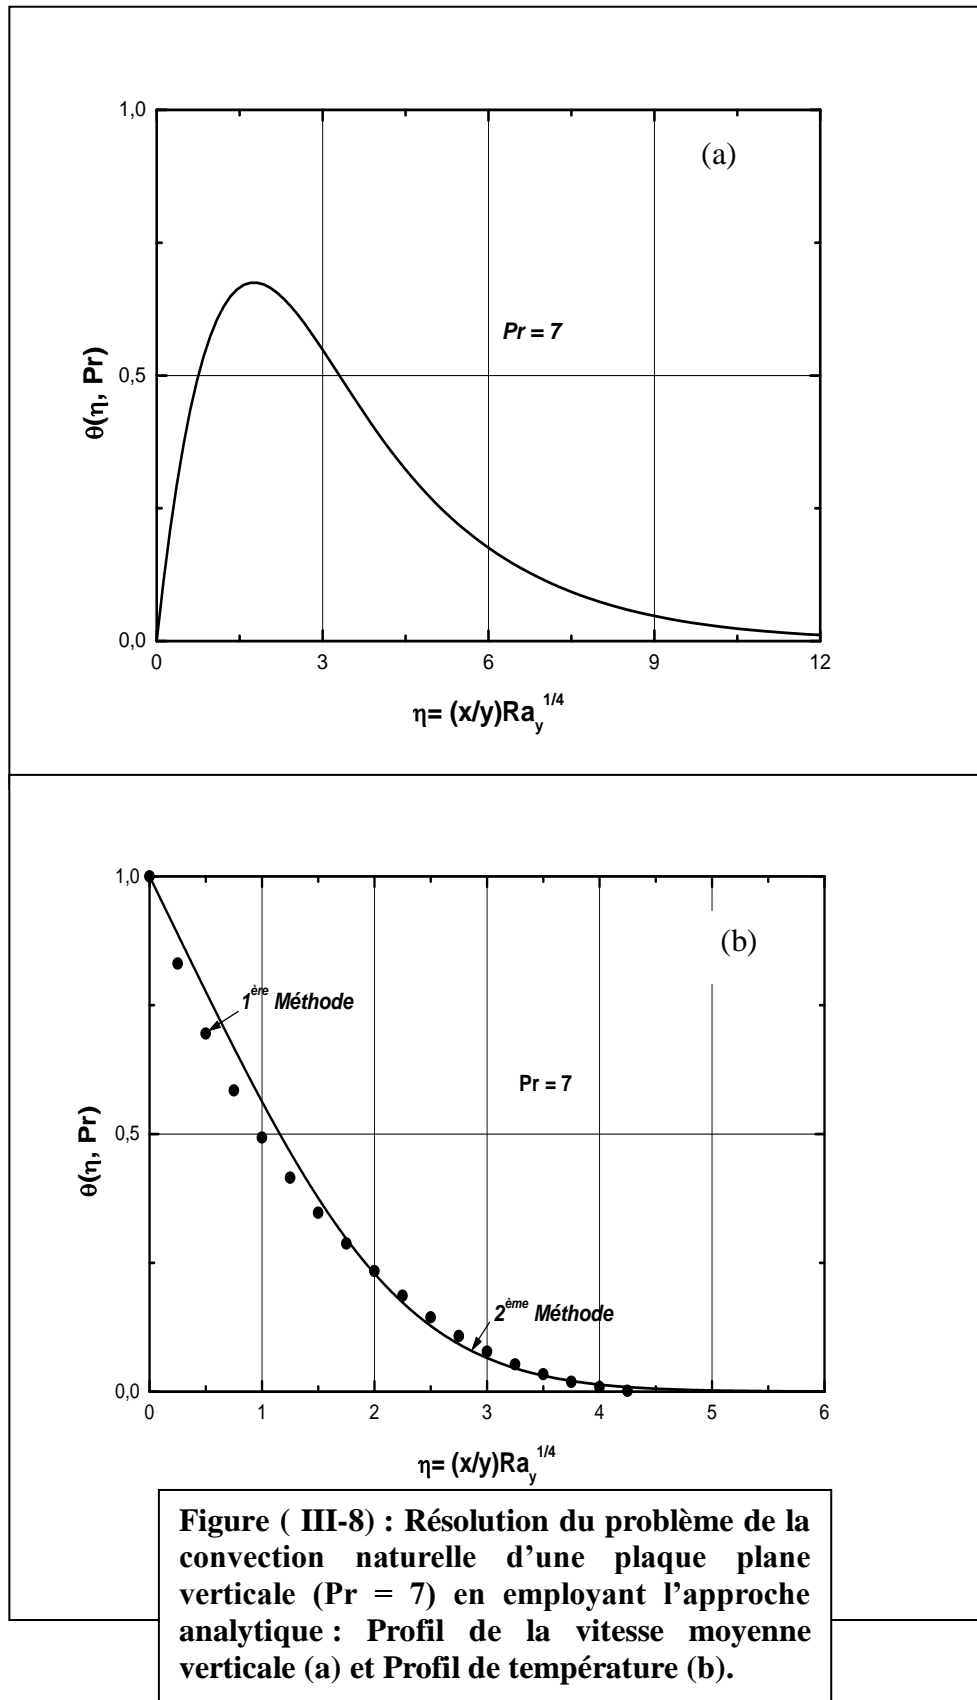 1,0
(a)
Pr = 7
0,5
θ(η, Pr)
0,0
0 3 6 9 12
η= (x/y)Ra_y^1/4
1,0
(b)
1^ère Méthode
Pr = 7
0,5
θ(η, Pr)
2^ème Méthode
0,0
0 1 2 3 4 5 6
η= (x/y)Ra_y^1/4
Figure ( III-8) : Résolution du problème de la
convection naturelle d’une plaque plane
verticale (Pr = 7) en employant l’approche
analytique : Profil de la vitesse moyenne
verticale (a) et Profil de température (b).